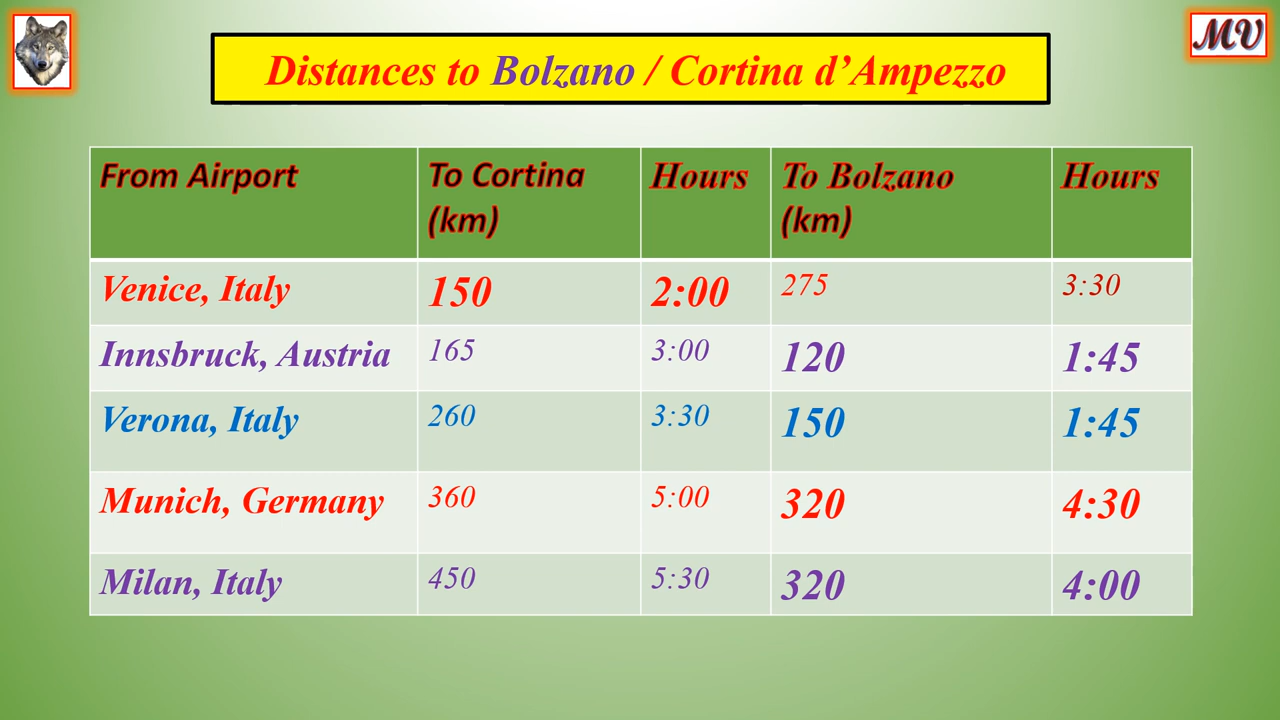 MV
Distances to Bolzano / Cortina d’Ampezzo
From Airport To Cortina (km) Hours To Bolzano (km) Hours
Venice, Italy 150 2:00 275 3:30
Innsbruck, Austria 165 3:00 120 1:45
Verona, Italy 260 3:30 150 1:45
Munich, Germany 360 5:00 320 4:30
Milan, Italy 450 5:30 320 4:00